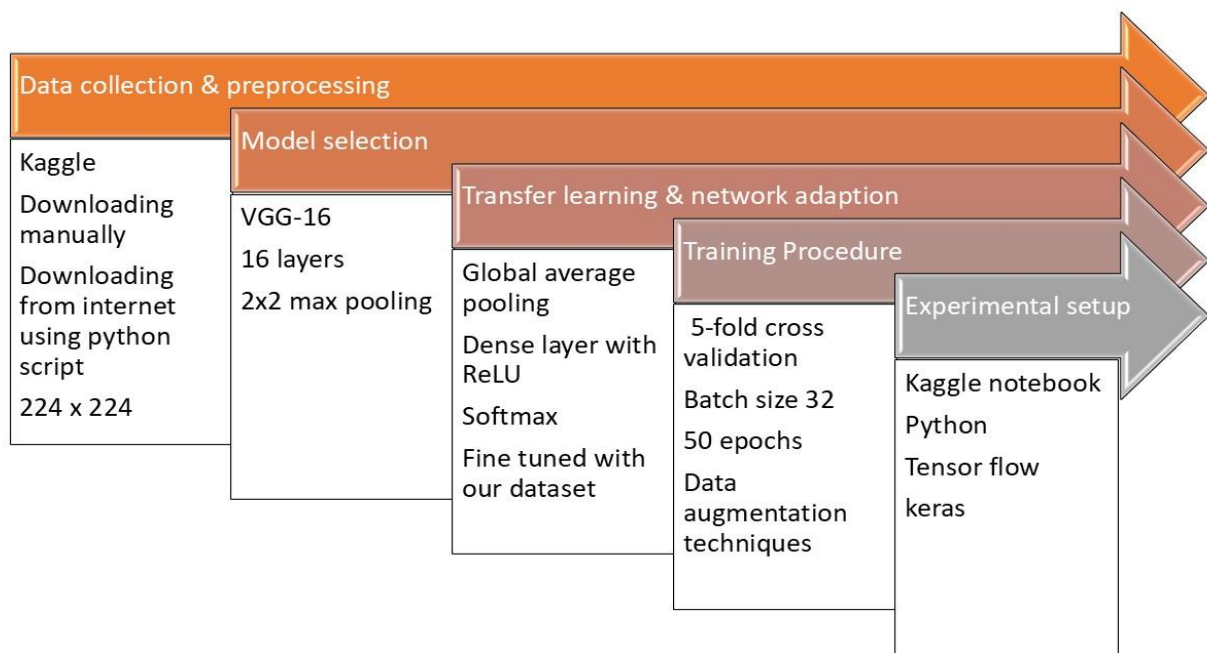 Data collection & preprocessing
Kaggle
Downloading
manually
Downloading
from internet
using python
script
224 x 224
Model selection
VGG-16
16 layers
2x2 max pooling
Transfer learning & network adaption
Global average
pooling
Dense layer with
ReLU
Softmax
Fine tuned with
our dataset
Training Procedure
5-fold cross
validation
Batch size 32
50 epochs
Data
augmentation
techniques
Experimental setup
Kaggle notebook
Python
Tensor flow
keras